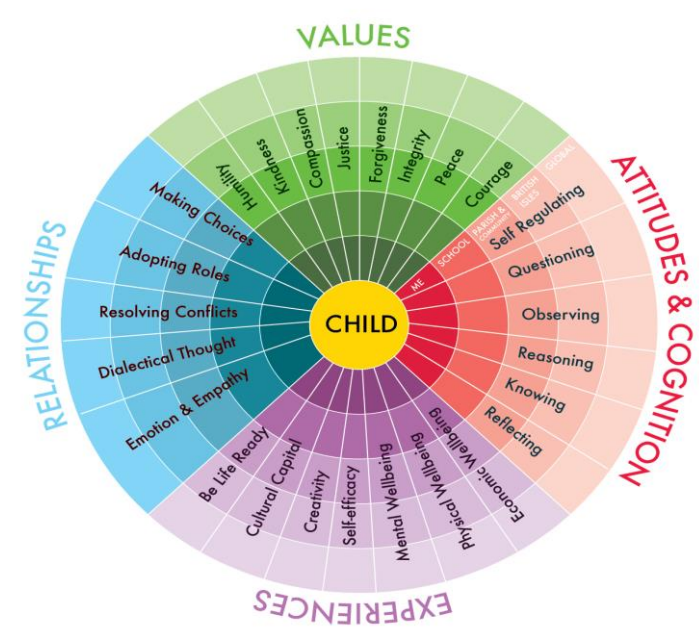 VALUES
Humility
Kindness
Compassion
Justice
Forgiveness
Integrity
Peace
Courage
ATTITUDES & COGNITION
GLOBAL
BRITISH
ISLES
PARISH &
COMMUNITY
SCHOOL
ME
Self Regulating
Questioning
Observing
Reasoning
Knowing
Reflecting
EXPERIENCES
Economic Wellbeing
Physical Wellbeing
Mental Wellbeing
Self-efficacy
Creativity
Cultural Capital
Be Life Ready
RELATIONSHIPS
Making Choices
Adopting Roles
Resolving Conflicts
Dialectical Thought
Emotion & Empathy
CHILD